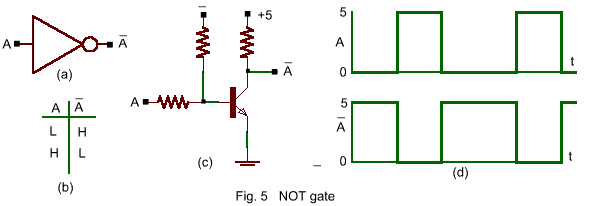 A
A̅
(a)
A A̅
L H
H L
(b)
–
+5
A̅
A
(c)
–
5
A
0
t
5
A̅
0
t
(d)
Fig. 5 NOT gate